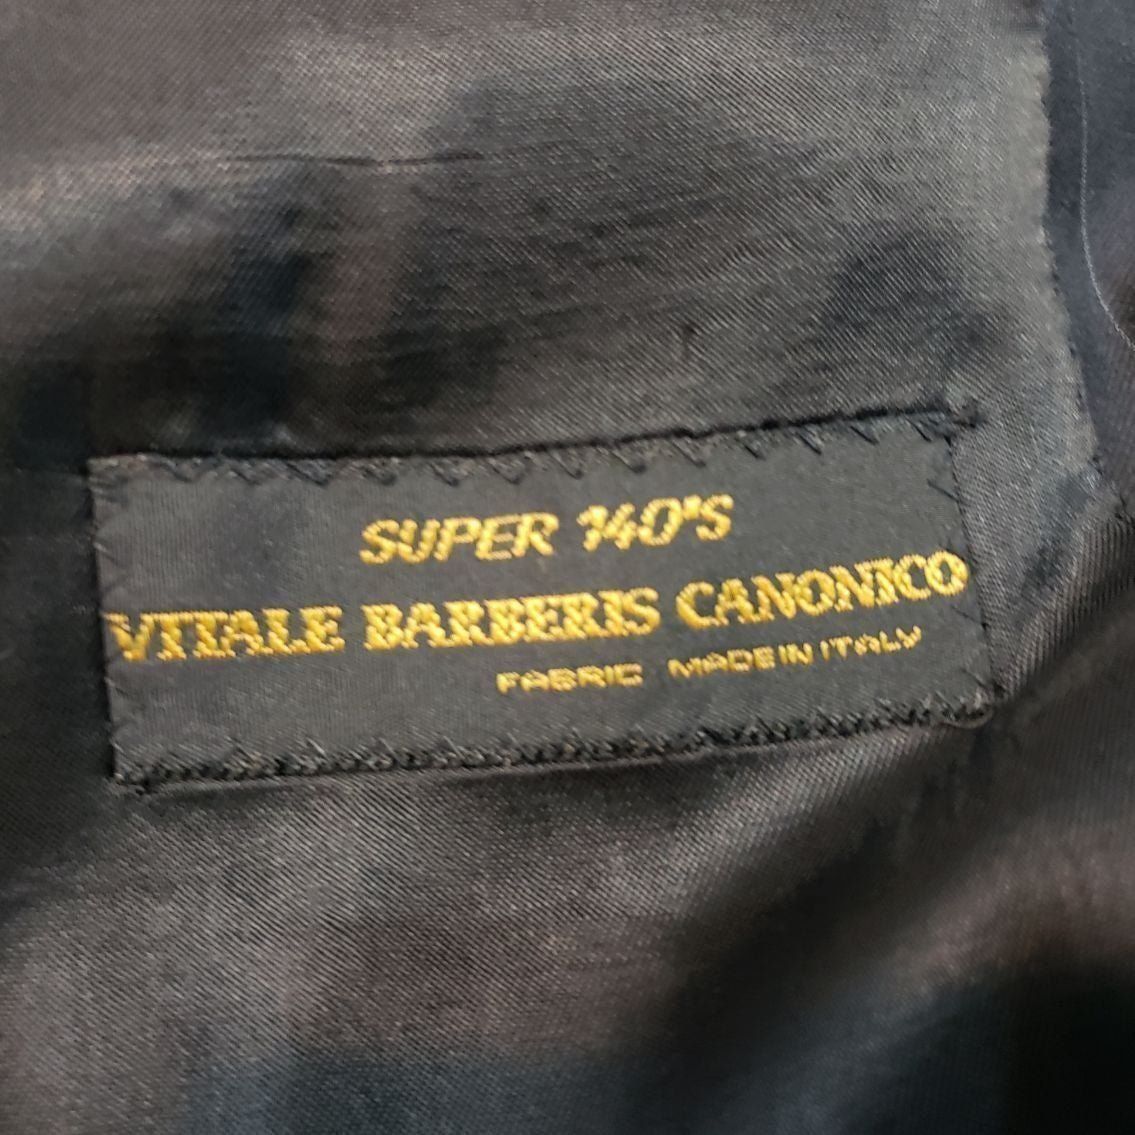 SUPER 140'S
VITALE BARBERIS CANONICO
FABRIC MADE IN ITALY